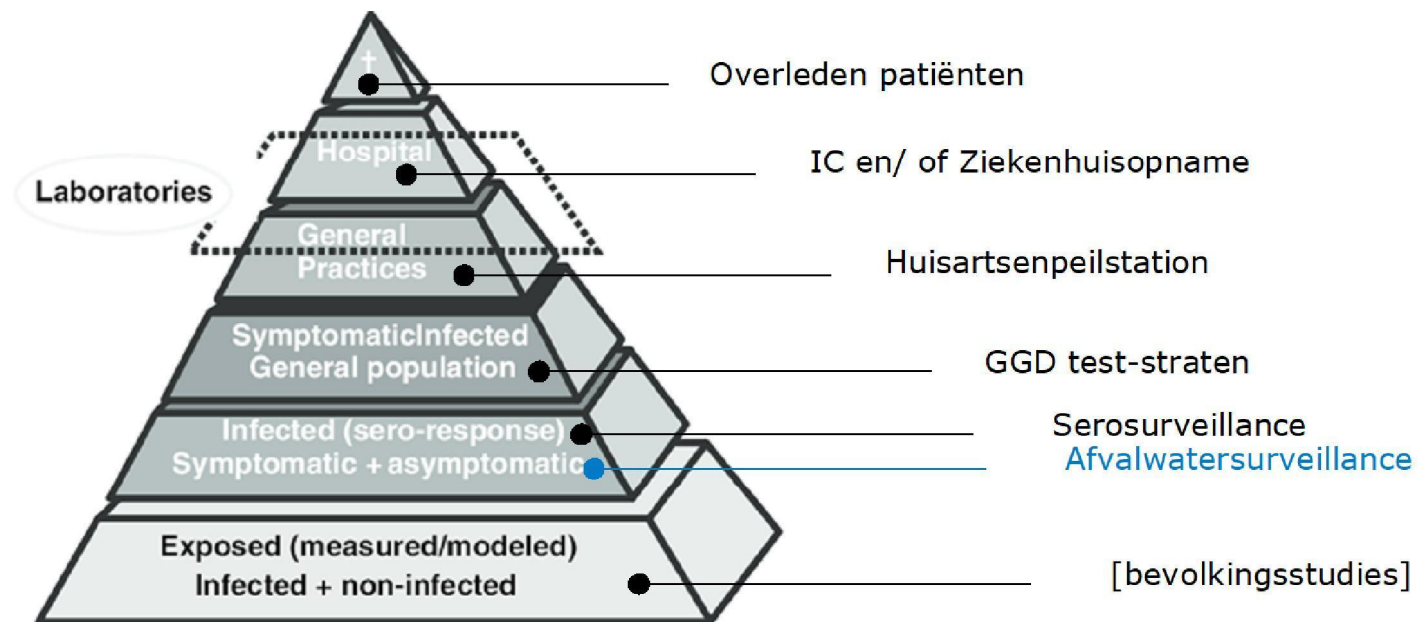 †
Overleden patiënten
Hospital
IC en/ of Ziekenhuisopname
Laboratories
General
Practices
Huisartsenpeilstation
SymptomaticInfected
General population
GGD test-straten
Infected (sero-response)
Serosurveillance
Symptomatic + asymptomatic
Afvalwatersurveillance
Exposed (measured/modeled)
Infected + non-infected
[bevolkingsstudies]